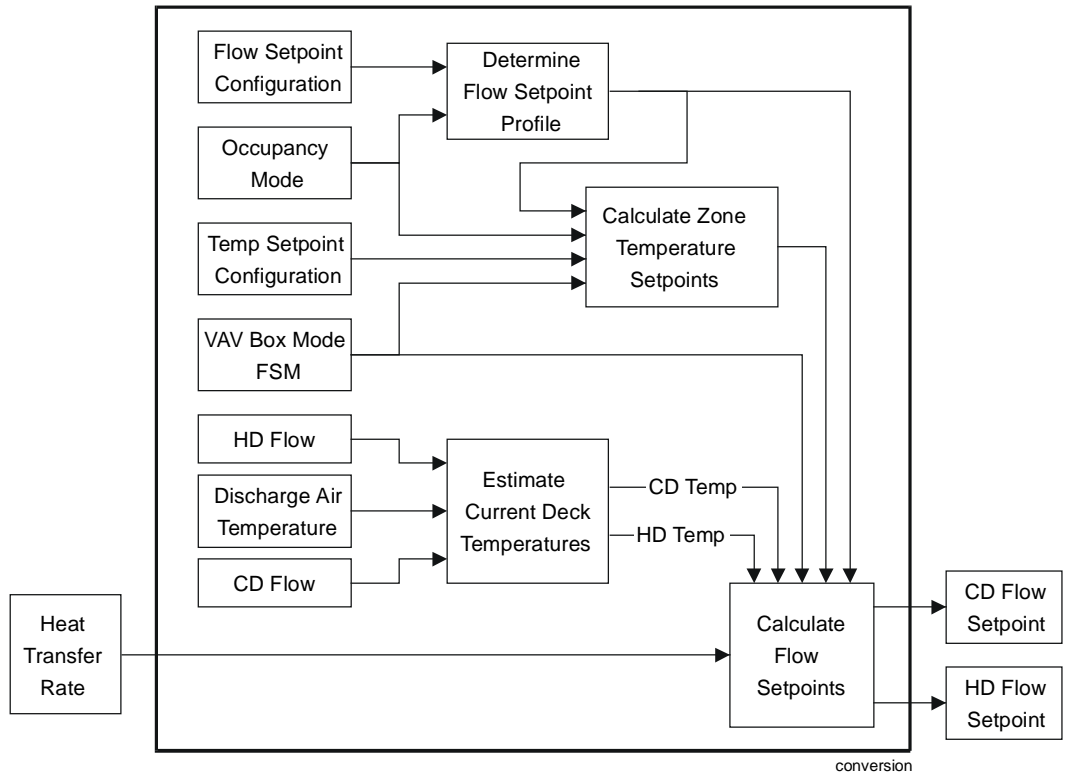 Flow Setpoint
Configuration
Determine
Flow Setpoint
Profile
Occupancy
Mode
Calculate Zone
Temperature
Setpoints
Temp Setpoint
Configuration
VAV Box Mode
FSM
HD Flow
Discharge Air
Temperature
CD Flow
Estimate
Current Deck
Temperatures
CD Temp
HD Temp
Heat
Transfer
Rate
Calculate
Flow
Setpoints
CD Flow
Setpoint
HD Flow
Setpoint
conversion